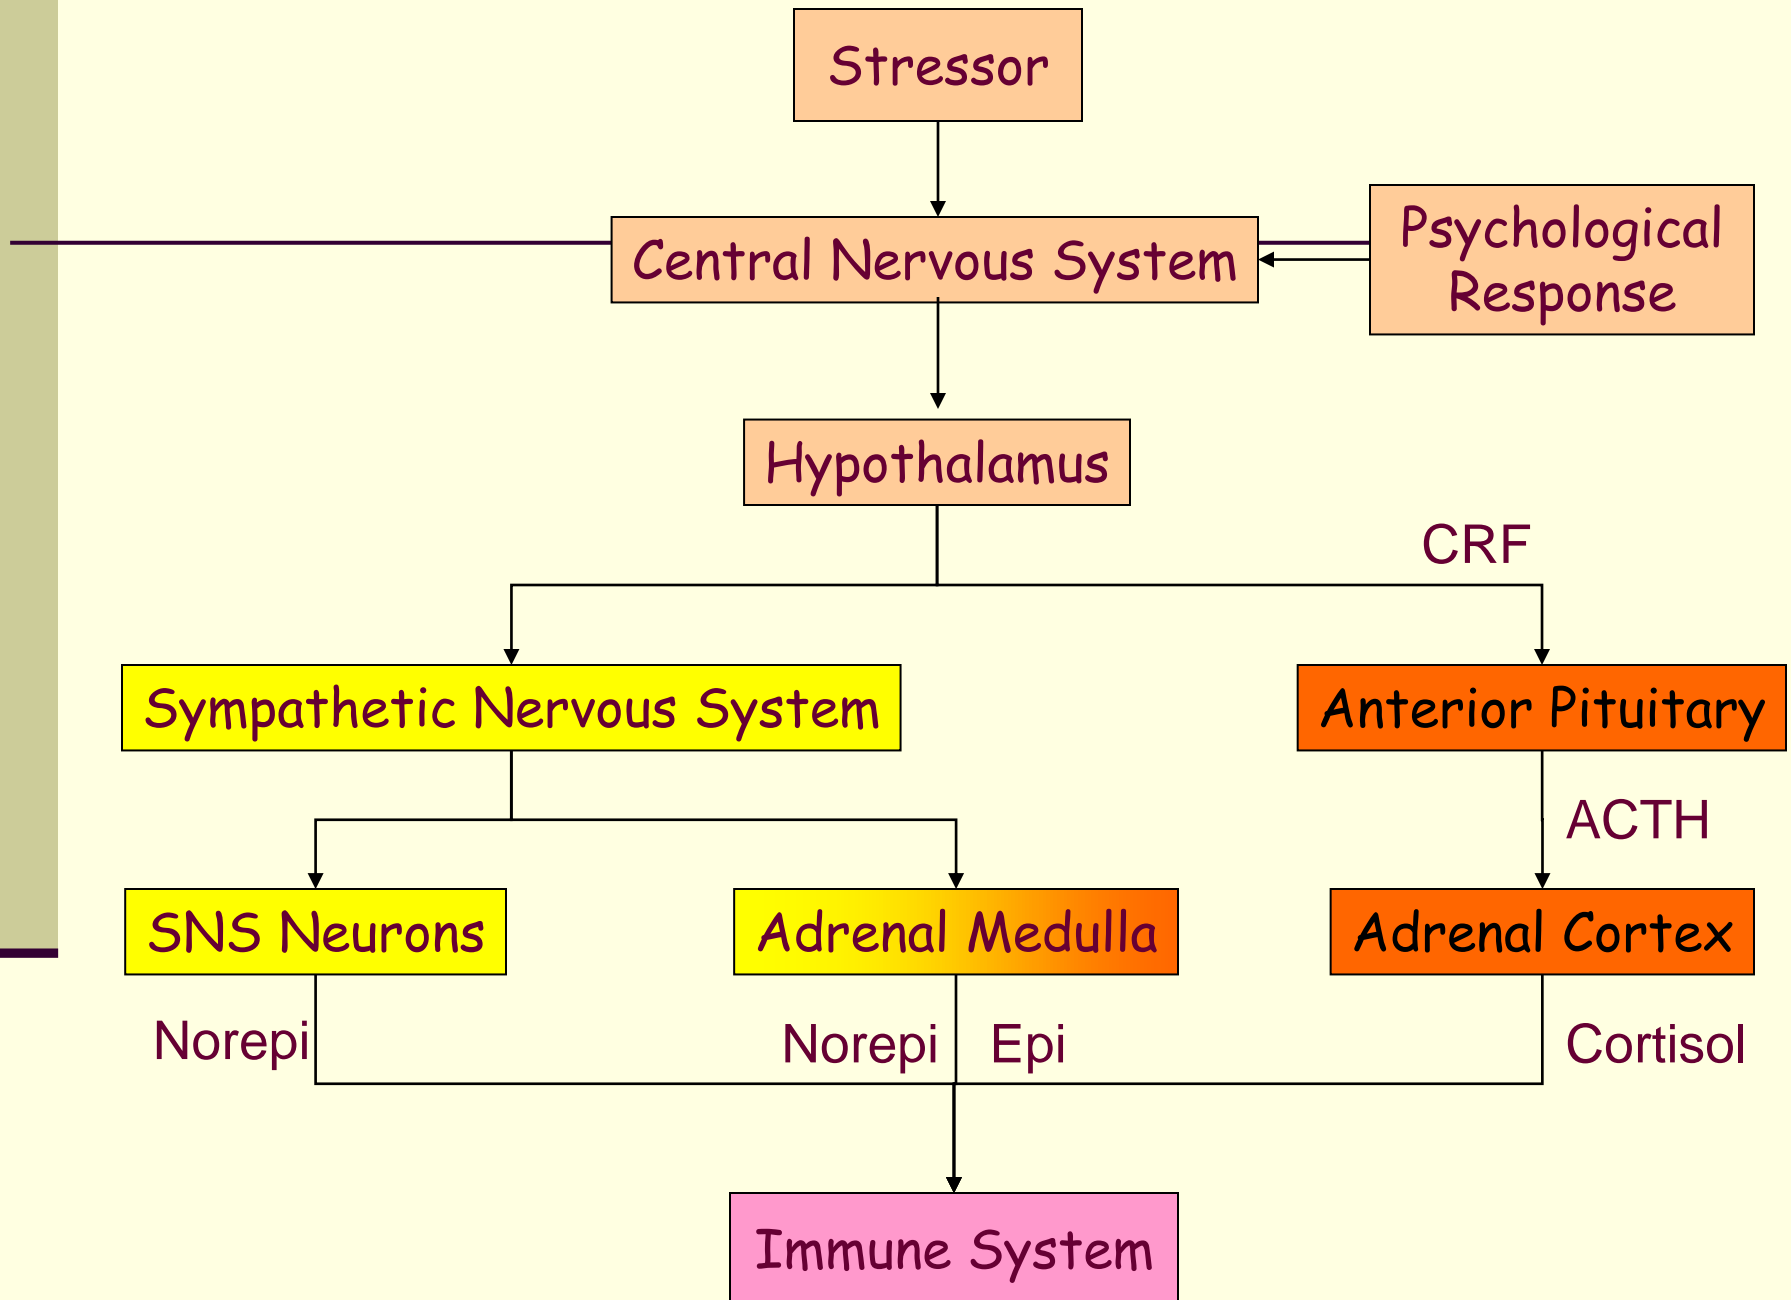 Stressor
Central Nervous System
Psychological
Response
Hypothalamus
CRF
Sympathetic Nervous System
Anterior Pituitary
ACTH
SNS Neurons
Adrenal Medulla
Adrenal Cortex
Norepi
Norepi
Epi
Cortisol
Immune System